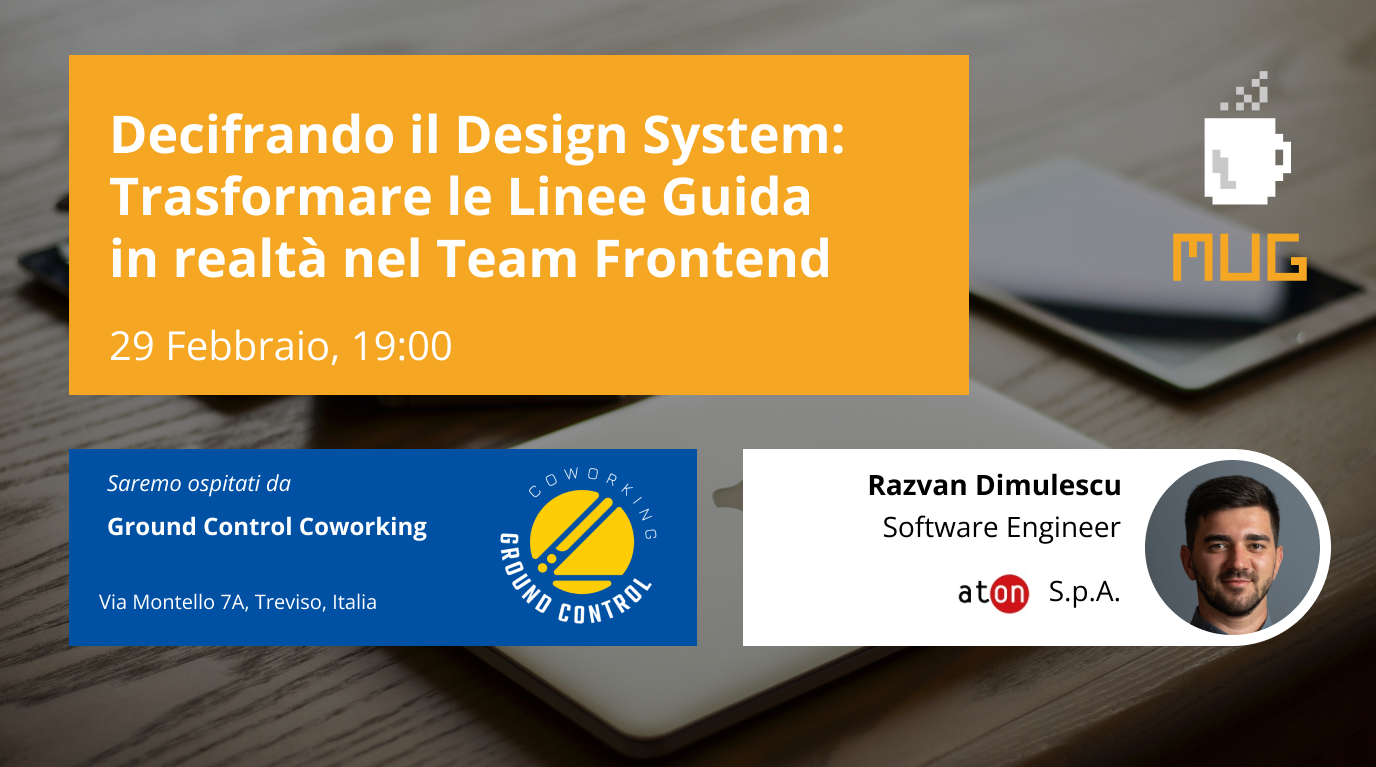 Decifrando il Design System:
Trasformare le Linee Guida
in realtà nel Team Frontend
29 Febbraio, 19:00
MUG
Saremo ospitati da
Ground Control Coworking
Via Montello 7A, Treviso, Italia
COWORKING
GROUND CONTROL
Razvan Dimulescu
Software Engineer
aton S.p.A.